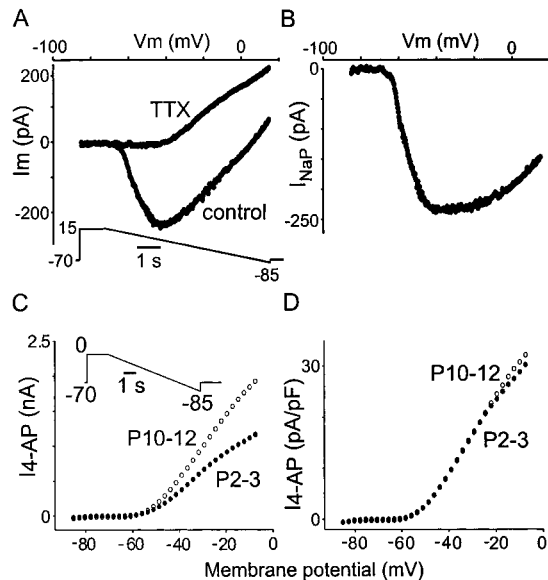 A
Vm (mV)
-100
0
200
0
-200
Im (pA)
TTX
control
15
-70
1 s
-85
B
Vm (mV)
-100
0
0
-250
INaP (pA)
C
2.5
0
I4-AP (nA)
0
-70
1 s
-85
P10-12
P2-3
-80 -60 -40 -20 0
D
30
0
I4-AP (pA/pF)
P10-12
P2-3
-80 -60 -40 -20 0
Membrane potential (mV)